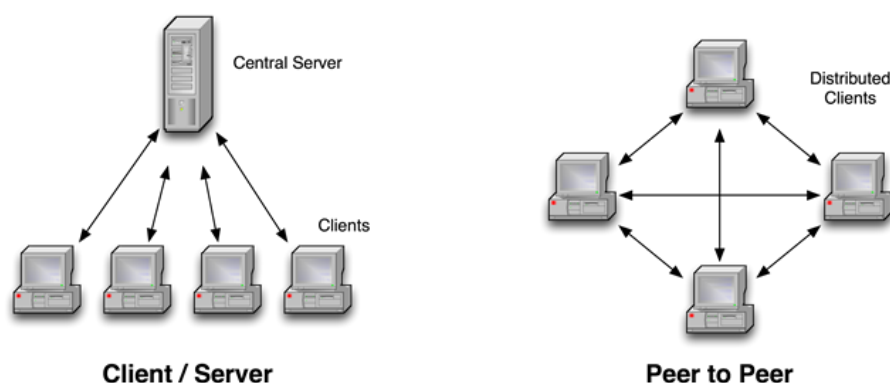 Central Server
Clients
Client / Server
Distributed
Clients
Peer to Peer